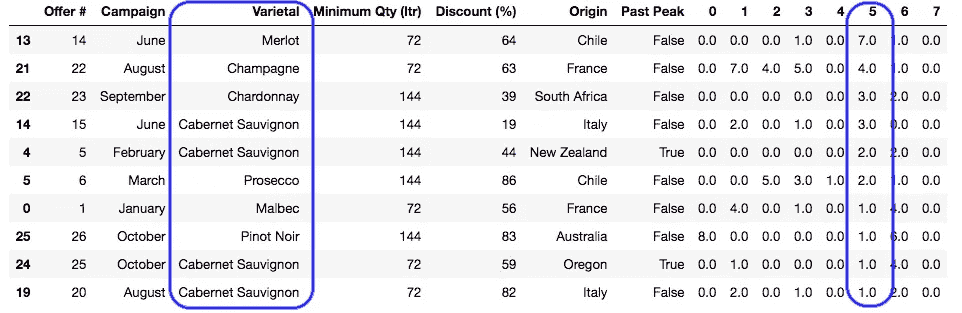 Offer # Campaign Varietal Minimum Qty (ltr) Discount (%) Origin Past Peak 0 1 2 3 4 5 6 7
13 14 June Merlot 72 64 Chile False 0.0 0.0 0.0 1.0 0.0 7.0 1.0 0.0
21 22 August Champagne 72 63 France False 0.0 7.0 4.0 5.0 0.0 4.0 1.0 0.0
22 23 September Chardonnay 144 39 South Africa False 0.0 0.0 0.0 0.0 0.0 3.0 2.0 0.0
14 15 June Cabernet Sauvignon 144 19 Italy False 0.0 2.0 0.0 1.0 0.0 3.0 0.0 0.0
4 5 February Cabernet Sauvignon 144 44 New Zealand True 0.0 0.0 0.0 0.0 0.0 2.0 2.0 0.0
5 6 March Prosecco 144 86 Chile False 0.0 0.0 5.0 3.0 1.0 2.0 1.0 0.0
0 1 January Malbec 72 56 France False 0.0 4.0 0.0 1.0 0.0 1.0 4.0 0.0
25 26 October Pinot Noir 144 83 Australia False 8.0 0.0 0.0 0.0 0.0 1.0 6.0 0.0
24 25 October Cabernet Sauvignon 72 59 Oregon True 0.0 1.0 0.0 0.0 0.0 1.0 4.0 0.0
19 20 August Cabernet Sauvignon 72 82 Italy False 0.0 2.0 0.0 1.0 0.0 1.0 2.0 0.0